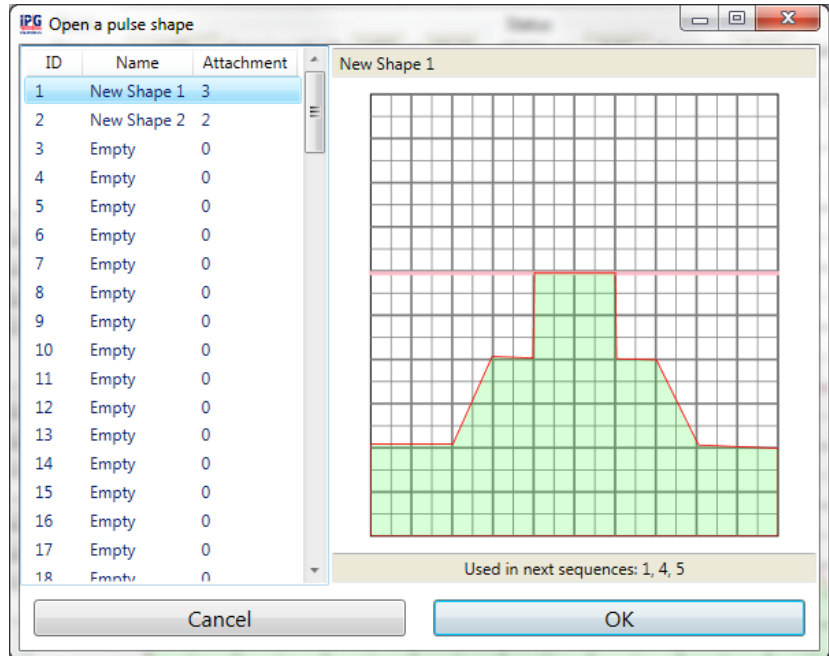 IPG Open a pulse shape
ID Name Attachment
1 New Shape 1 3
2 New Shape 2 2
3 Empty 0
4 Empty 0
5 Empty 0
6 Empty 0
7 Empty 0
8 Empty 0
9 Empty 0
10 Empty 0
11 Empty 0
12 Empty 0
13 Empty 0
14 Empty 0
15 Empty 0
16 Empty 0
17 Empty 0
18 Empty 0
New Shape 1
Used in next sequences: 1, 4, 5
Cancel
OK